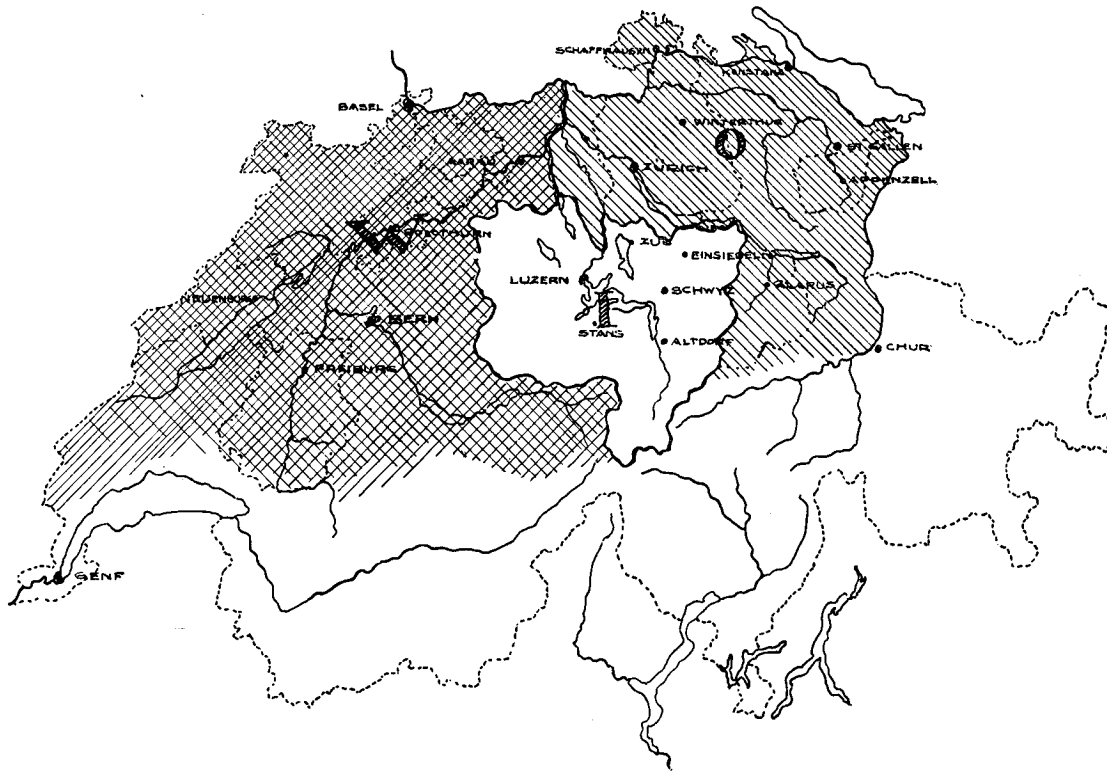 SCHAFFHAUSEN
KONSTANZ
BASEL
WINTERTHUR
O
ST. GALLEN
AARAU
ZÜRICH
APPENZELL
W
ZUG
EINSIEDELN
NEUENBURG
LUZERN
SCHWYZ
GLARUS
I
BERN
STANS
ALTDORF
CHUR
FREIBURG
GENF